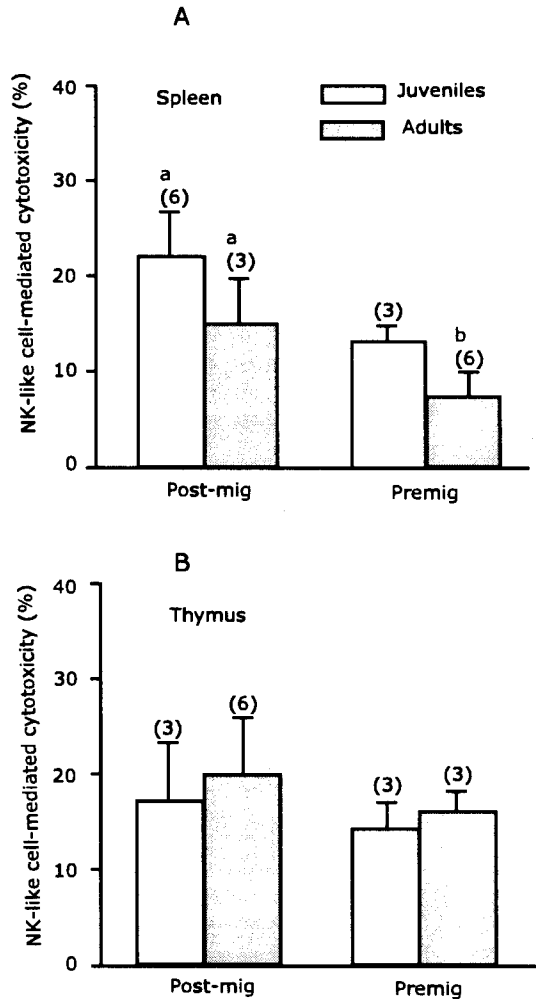 A
NK-like cell-mediated cytotoxicity (%)
40
30
20
10
0
Spleen
Juveniles
Adults
a
(6)
a
(3)
(3)
b
(6)
Post-mig
Premig
B
NK-like cell-mediated cytotoxicity (%)
40
30
20
10
0
Thymus
(3)
(6)
(3)
(3)
Post-mig
Premig